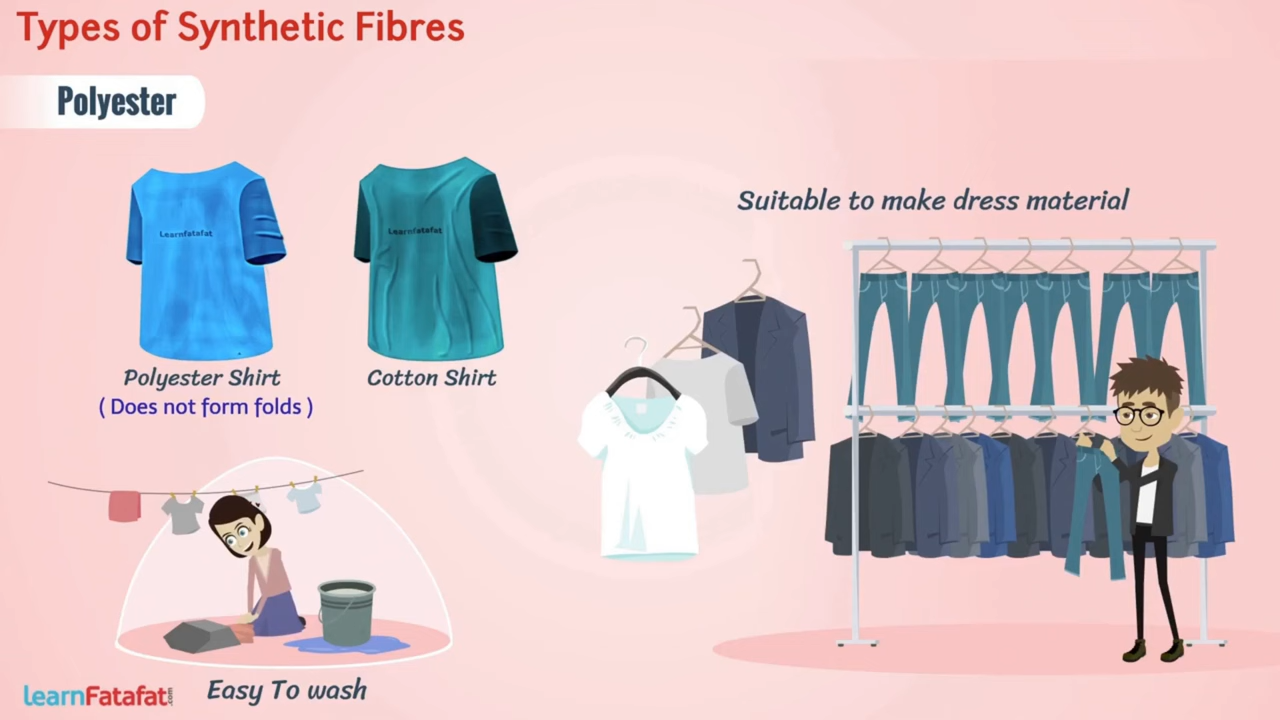 Types of Synthetic Fibres
Polyester
Learnfatafat
Learnfatafat
Polyester Shirt
( Does not form folds )
Cotton Shirt
Suitable to make dress material
Easy To wash
learnFatafat.com